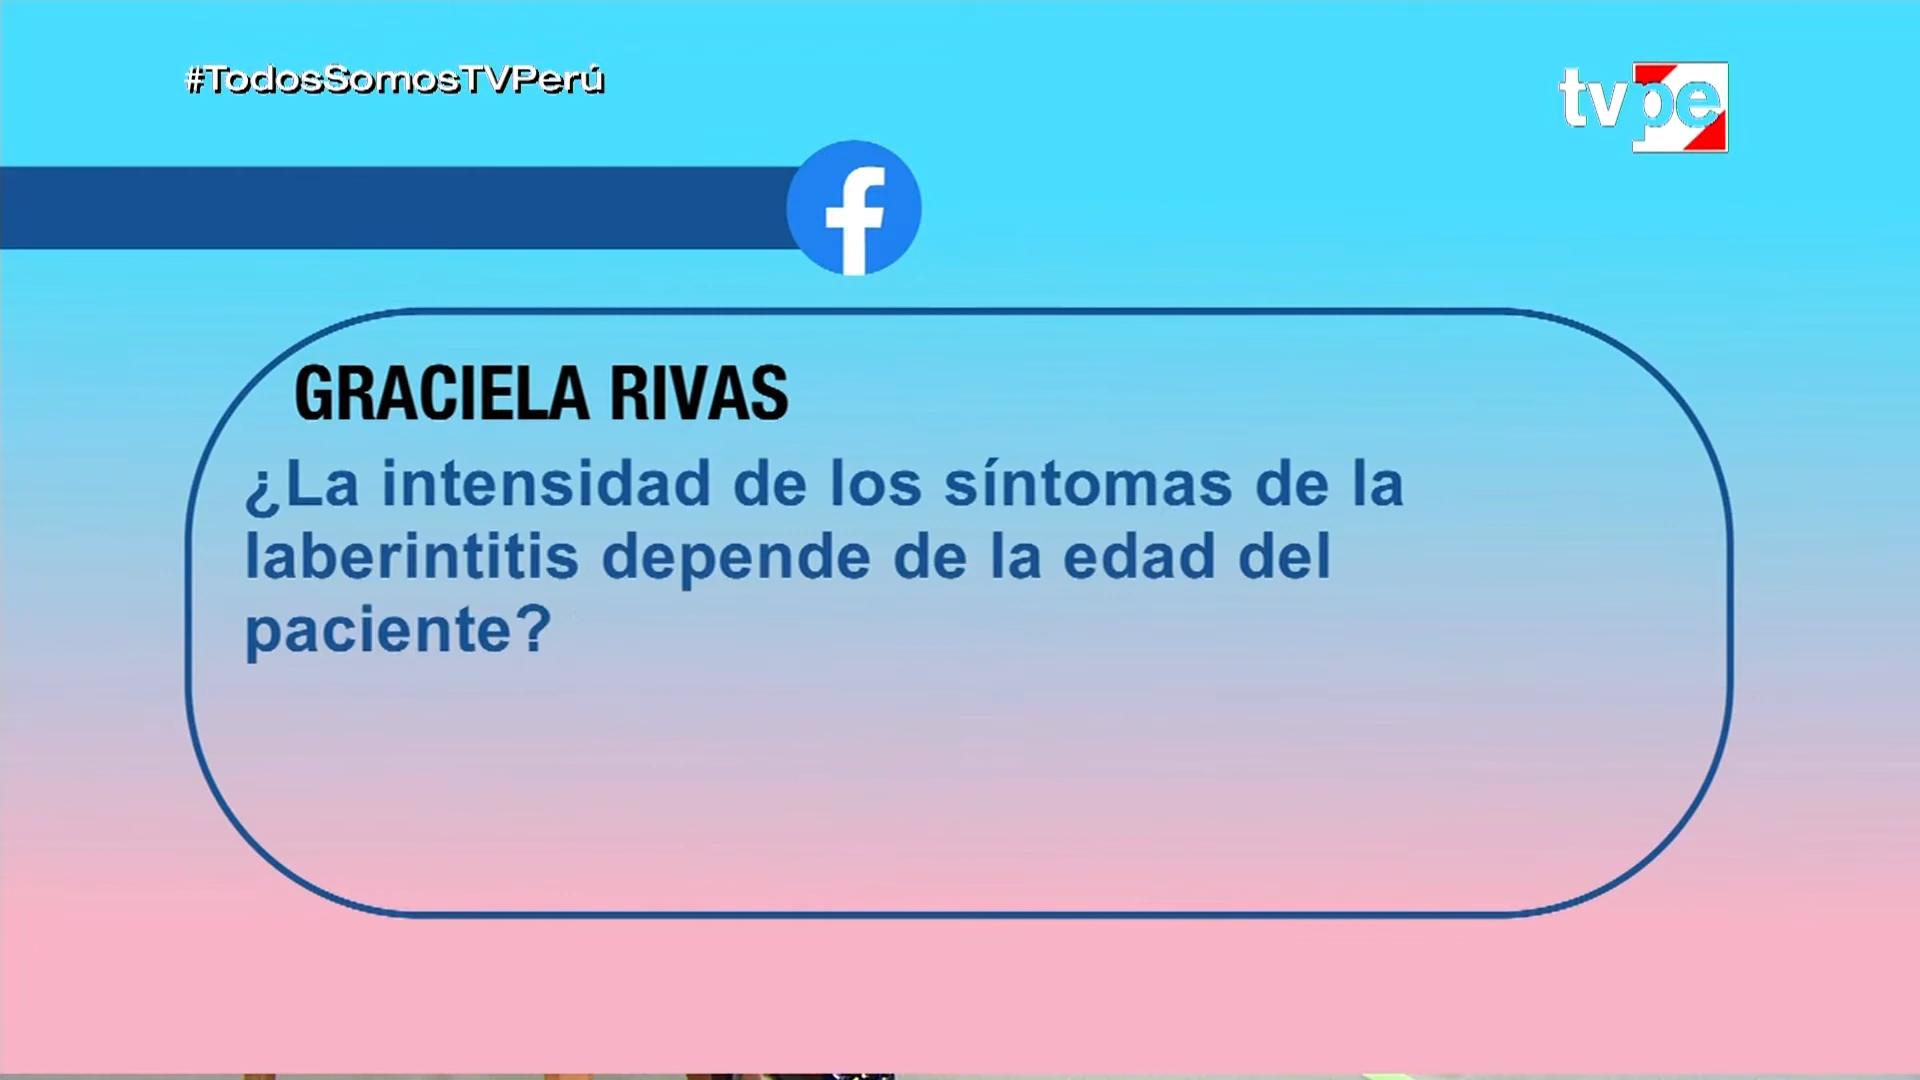 #TodosSomosTVPerú
tvpe
f
GRACIELA RIVAS
¿La intensidad de los síntomas de la
laberintitis depende de la edad del
paciente?